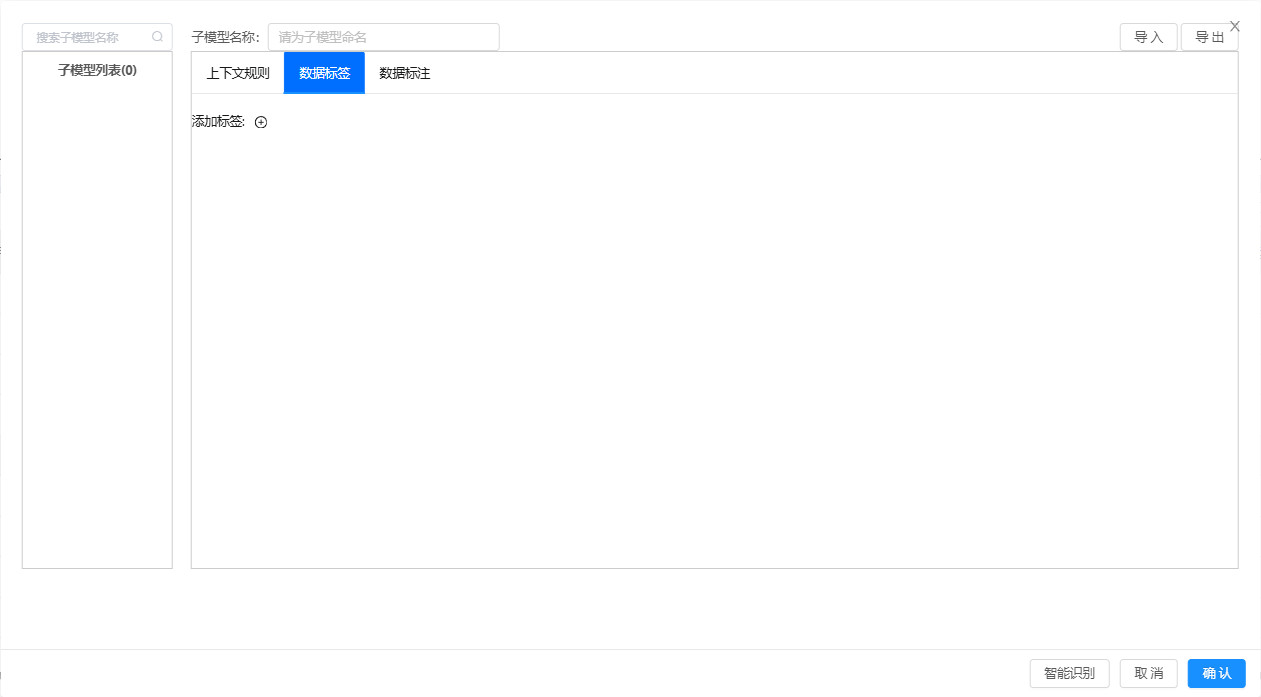 搜索子模型名称
子模型列表(0)
子模型名称:
请为子模型命名
导入
导出
上下文规则
数据标签
数据标注
添加标签:
智能识别
取消
确认